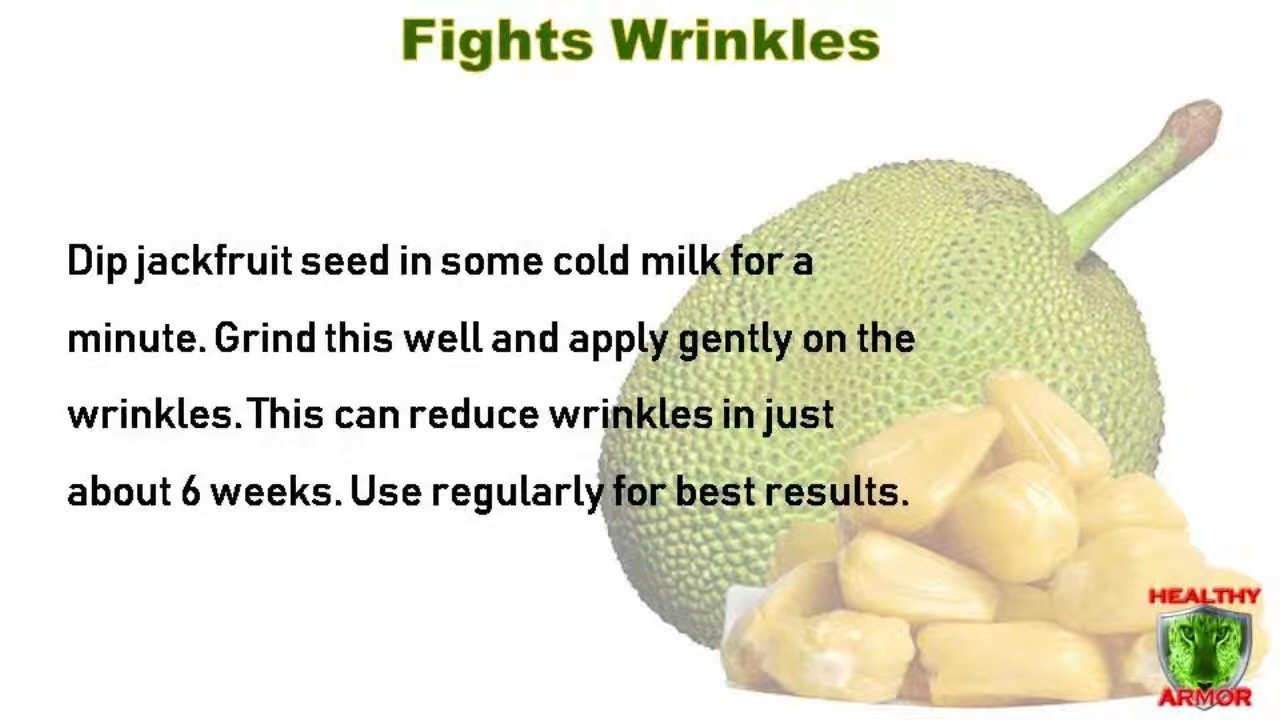 Fights Wrinkles
Dip jackfruit seed in some cold milk for a
minute. Grind this well and apply gently on the
wrinkles. This can reduce wrinkles in just
about 6 weeks. Use regularly for best results.
HEALTHY
ARMOR